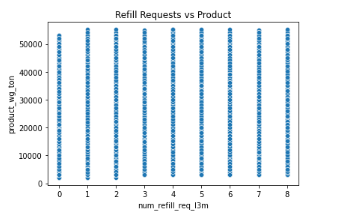 Refill Requests vs Product
product_wg_ton
50000
40000
30000
20000
10000
0
0 1 2 3 4 5 6 7 8
num_refill_req_l3m